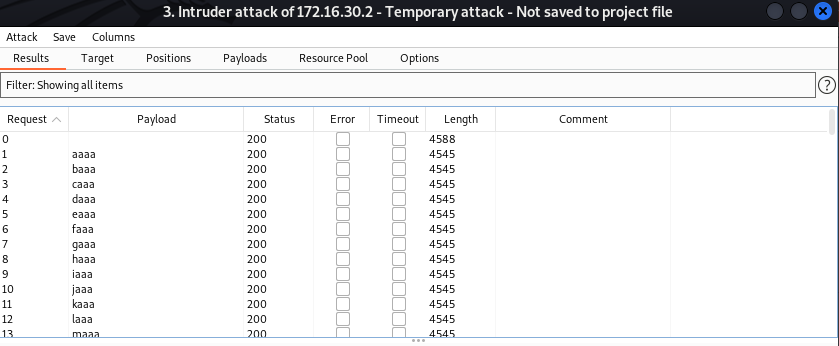 3. Intruder attack of 172.16.30.2 - Temporary attack - Not saved to project file
Attack Save Columns
Results Target Positions Payloads Resource Pool Options
Filter: Showing all items ?
Request Payload Status Error Timeout Length Comment
0 200 4588
1 aaaa 200 4545
2 baaa 200 4545
3 caaa 200 4545
4 daaa 200 4545
5 eaaa 200 4545
6 faaa 200 4545
7 gaaa 200 4545
8 haaa 200 4545
9 iaaa 200 4545
10 jaaa 200 4545
11 kaaa 200 4545
12 laaa 200 4545
13 maaa 200 4545